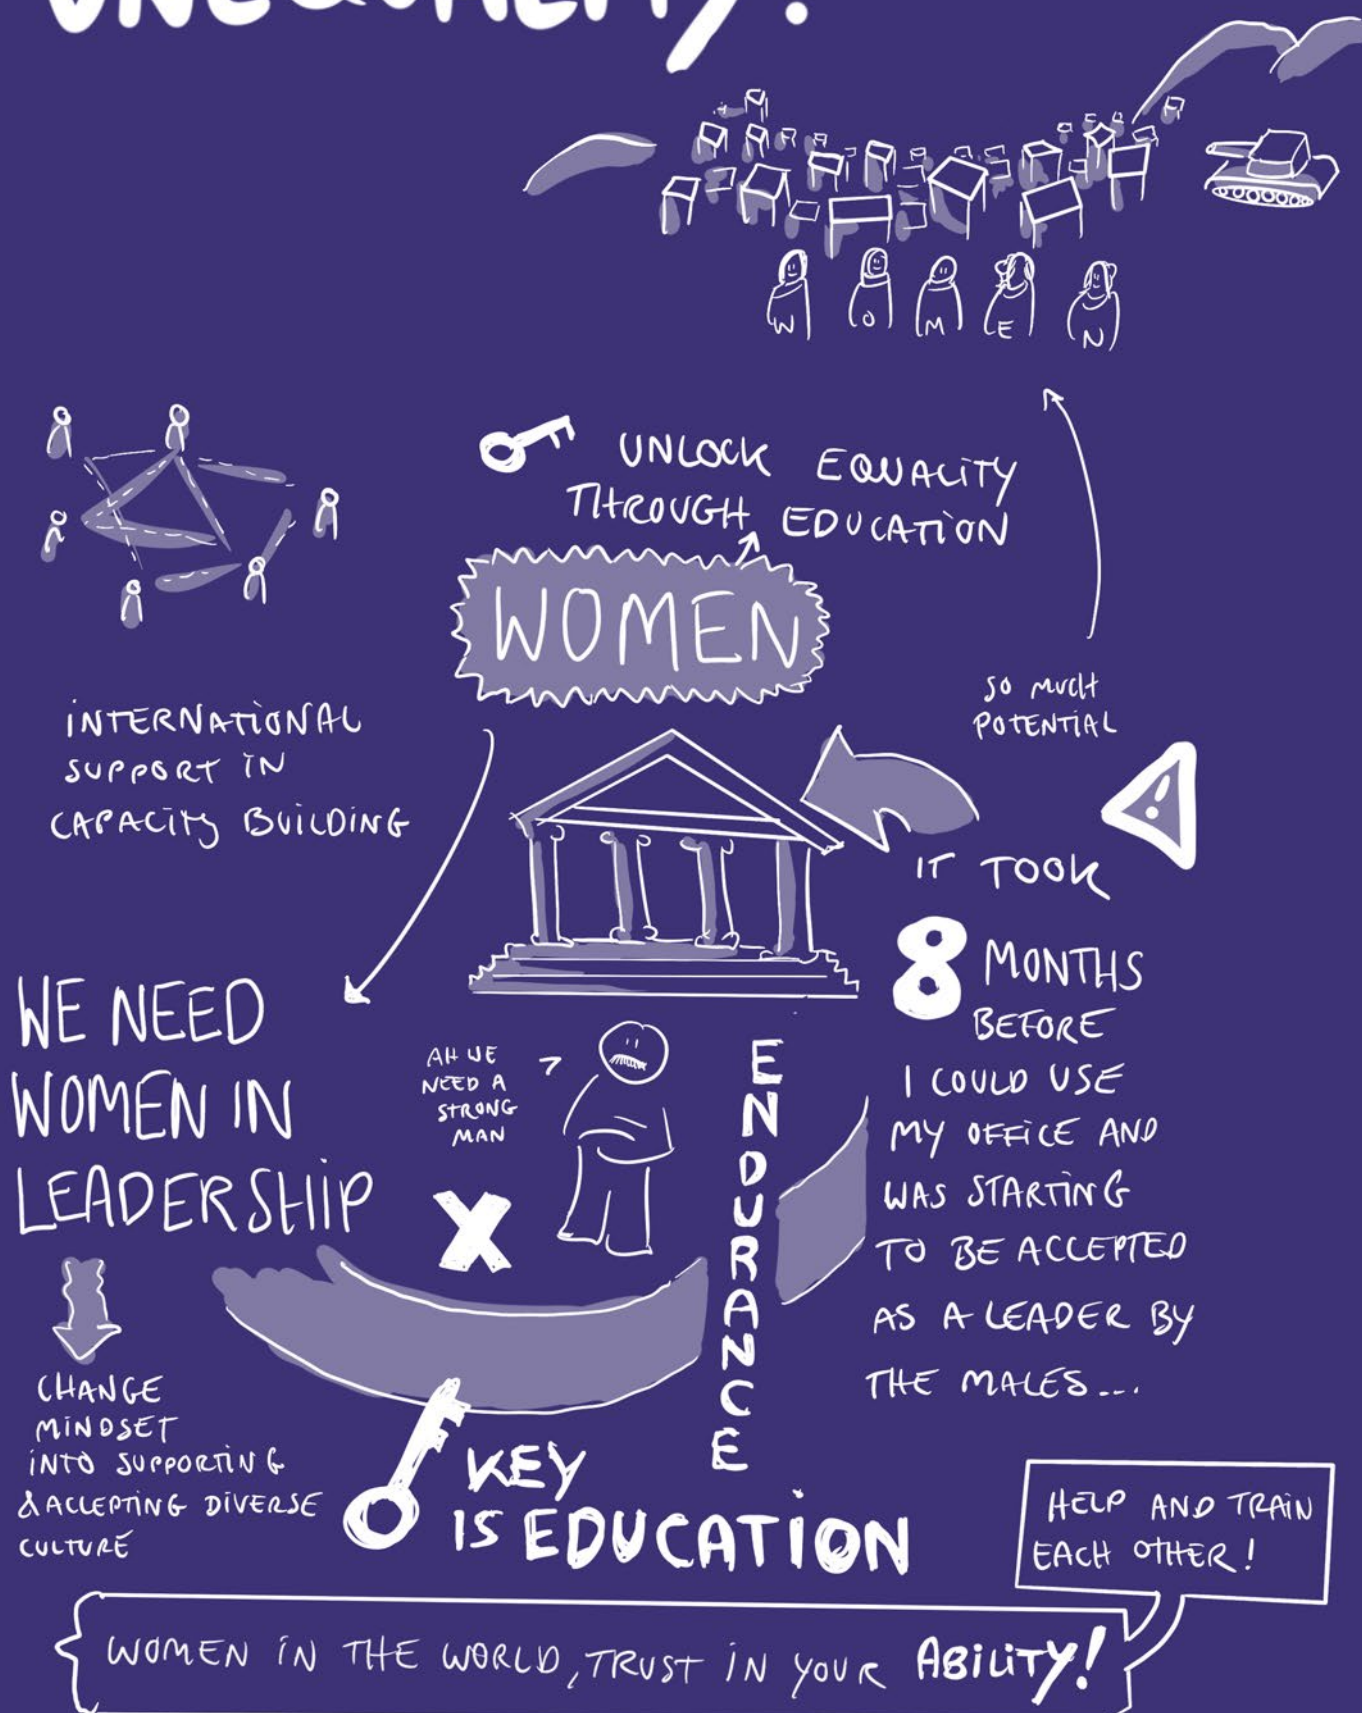 UNEQUALITY!
W O M E N
UNLOCK EQUALITY
THROUGH EDUCATION
WOMEN
SO MUCH
POTENTIAL
INTERNATIONAL
SUPPORT IN
CAPACITY BUILDING
!
IT TOOK
8 MONTHS
BEFORE
I COULD USE
MY OFFICE AND
WAS STARTING
TO BE ACCEPTED
AS A LEADER BY
THE MALES...
WE NEED
WOMEN IN
LEADERSHIP
AH WE
NEED A
STRONG
MAN
X
ENDURANCE
CHANGE
MINDSET
INTO SUPPORTING
& ACCEPTING DIVERSE
CULTURE
KEY
IS EDUCATION
HELP AND TRAIN
EACH OTHER!
WOMEN IN THE WORLD, TRUST IN YOUR ABILITY!